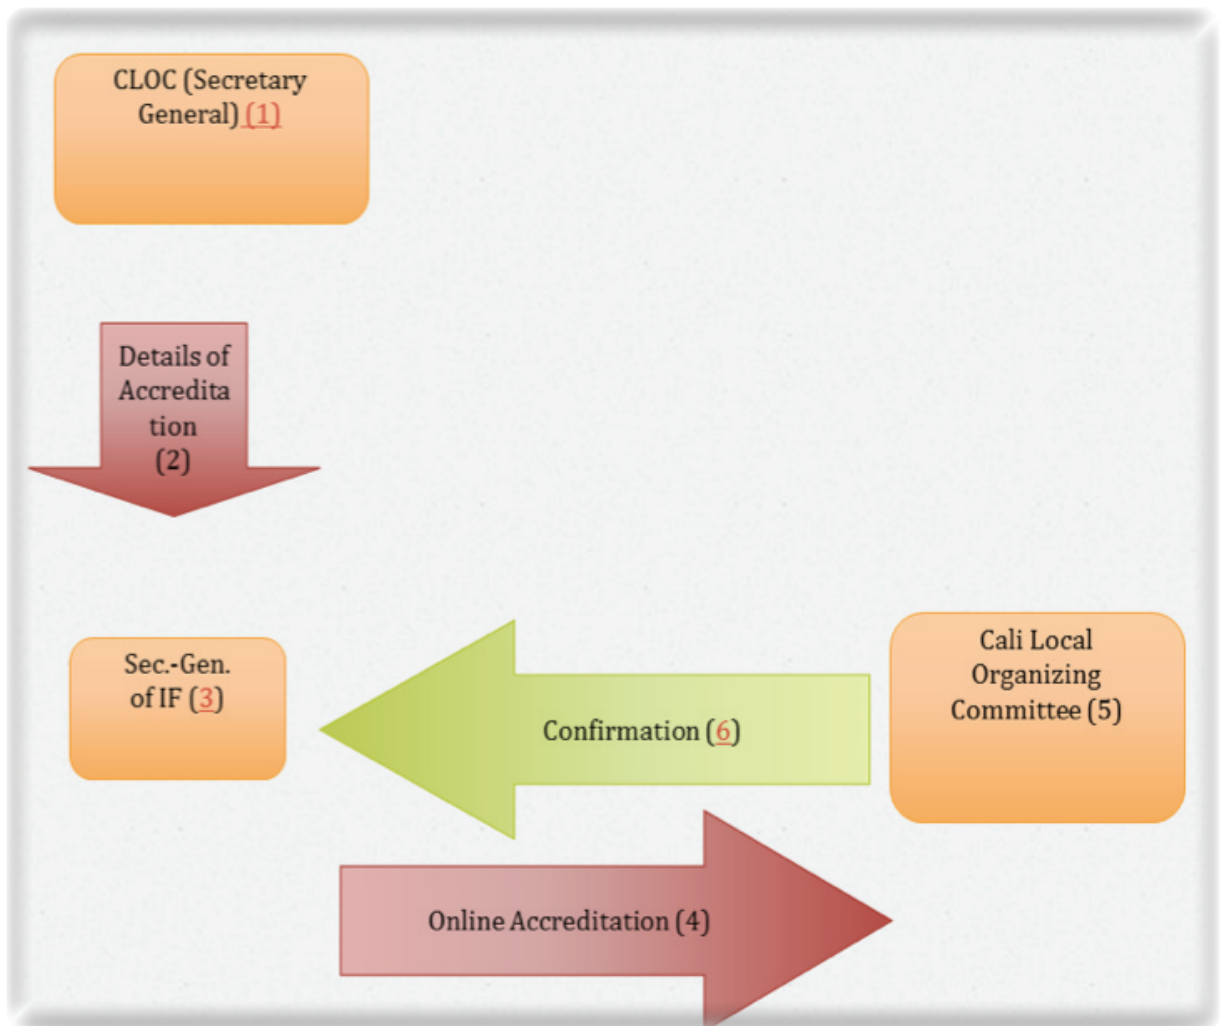 CLOC (Secretary
General) (1)
Details of
Accredita
tion
(2)
Sec.-Gen.
of IF (3)
Confirmation (6)
Cali Local
Organizing
Committee (5)
Online Accreditation (4)